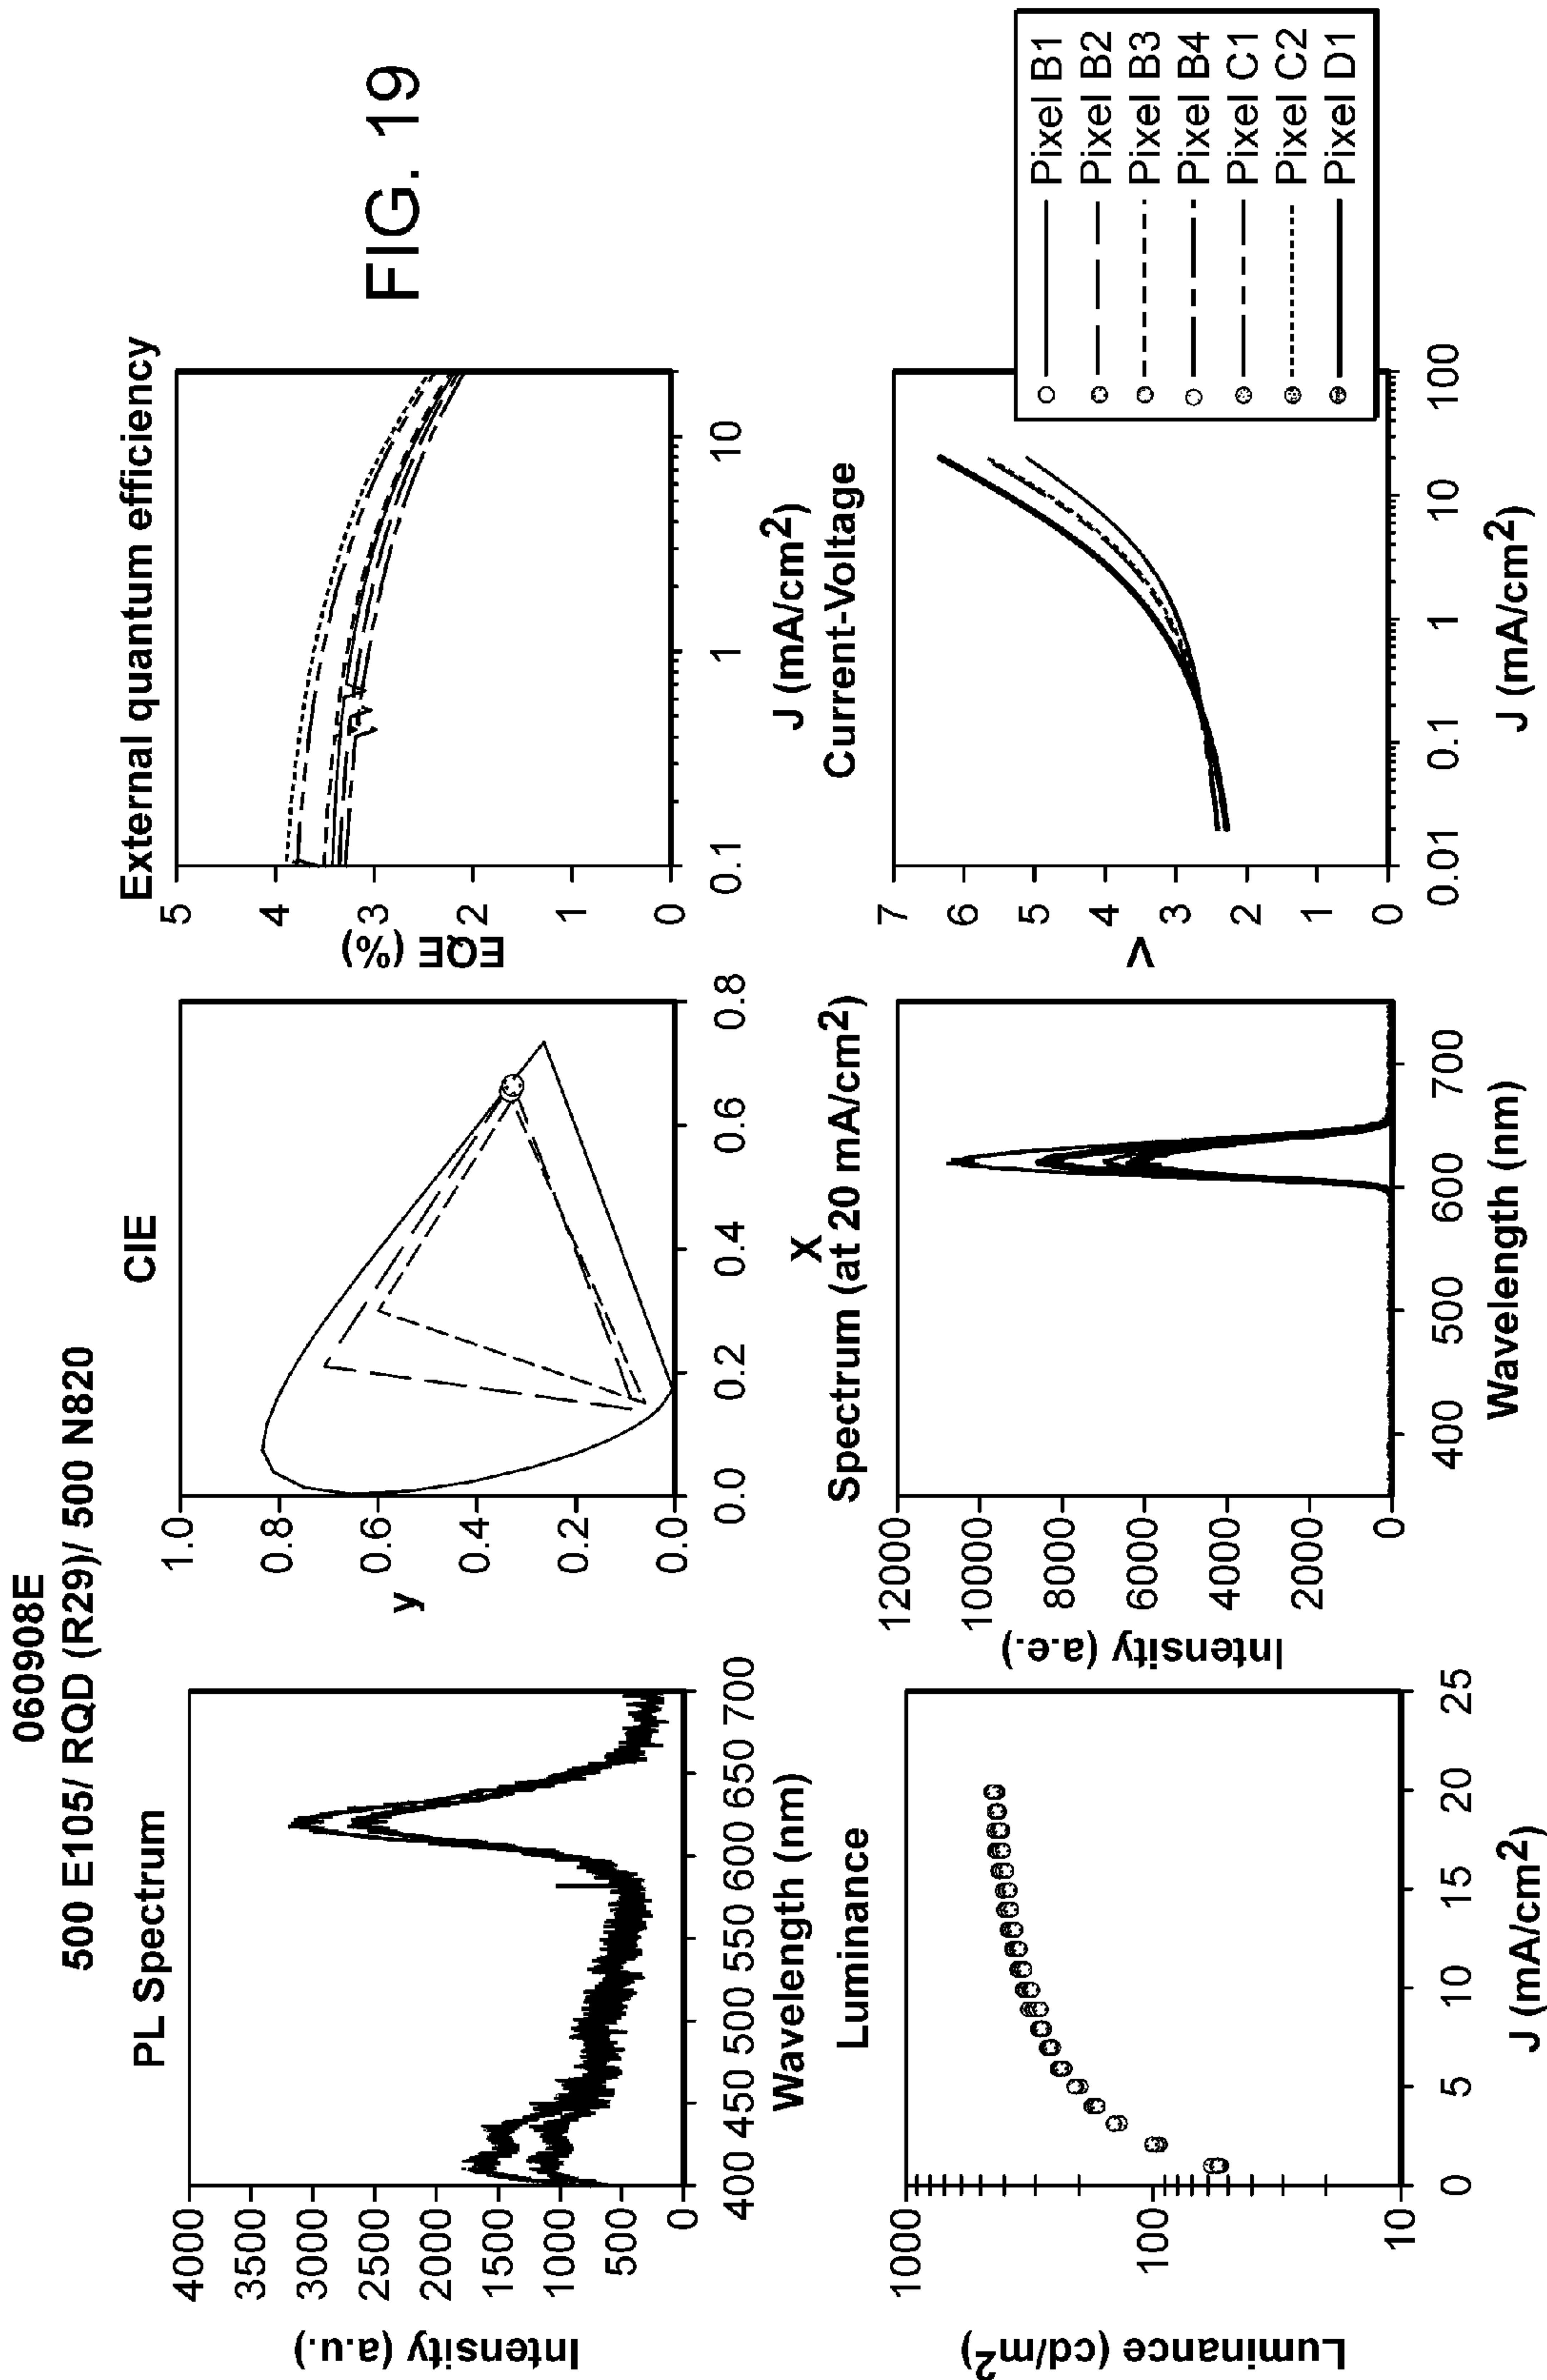 060908E
500 E105/ RQD (R29)/ 500 N820
FIG. 19
PL Spectrum
Intensity (a.u.)
4000
3500
3000
2500
2000
1500
1000
500
0
400 450 500 550 600 650 700
Wavelength (nm)
CIE
y
1.0
0.8
0.6
0.4
0.2
0.0
0.0 0.2 0.4 0.6 0.8
X
External quantum efficiency
EQE (%)
5
4
3
2
1
0
0.1 1 10
J (mA/cm2)
Luminance
Luminance (cd/m2)
1000
100
10
0 5 10 15 20 25
J (mA/cm2)
Spectrum (at 20 mA/cm2)
Intensity (a.e.)
12000
10000
8000
6000
4000
2000
0
400 500 600 700
Wavelength (nm)
Current-Voltage
V
7
6
5
4
3
2
1
0
0.01 0.1 1 10 100
J (mA/cm2)
Pixel B1
Pixel B2
Pixel B3
Pixel B4
Pixel C1
Pixel C2
Pixel D1